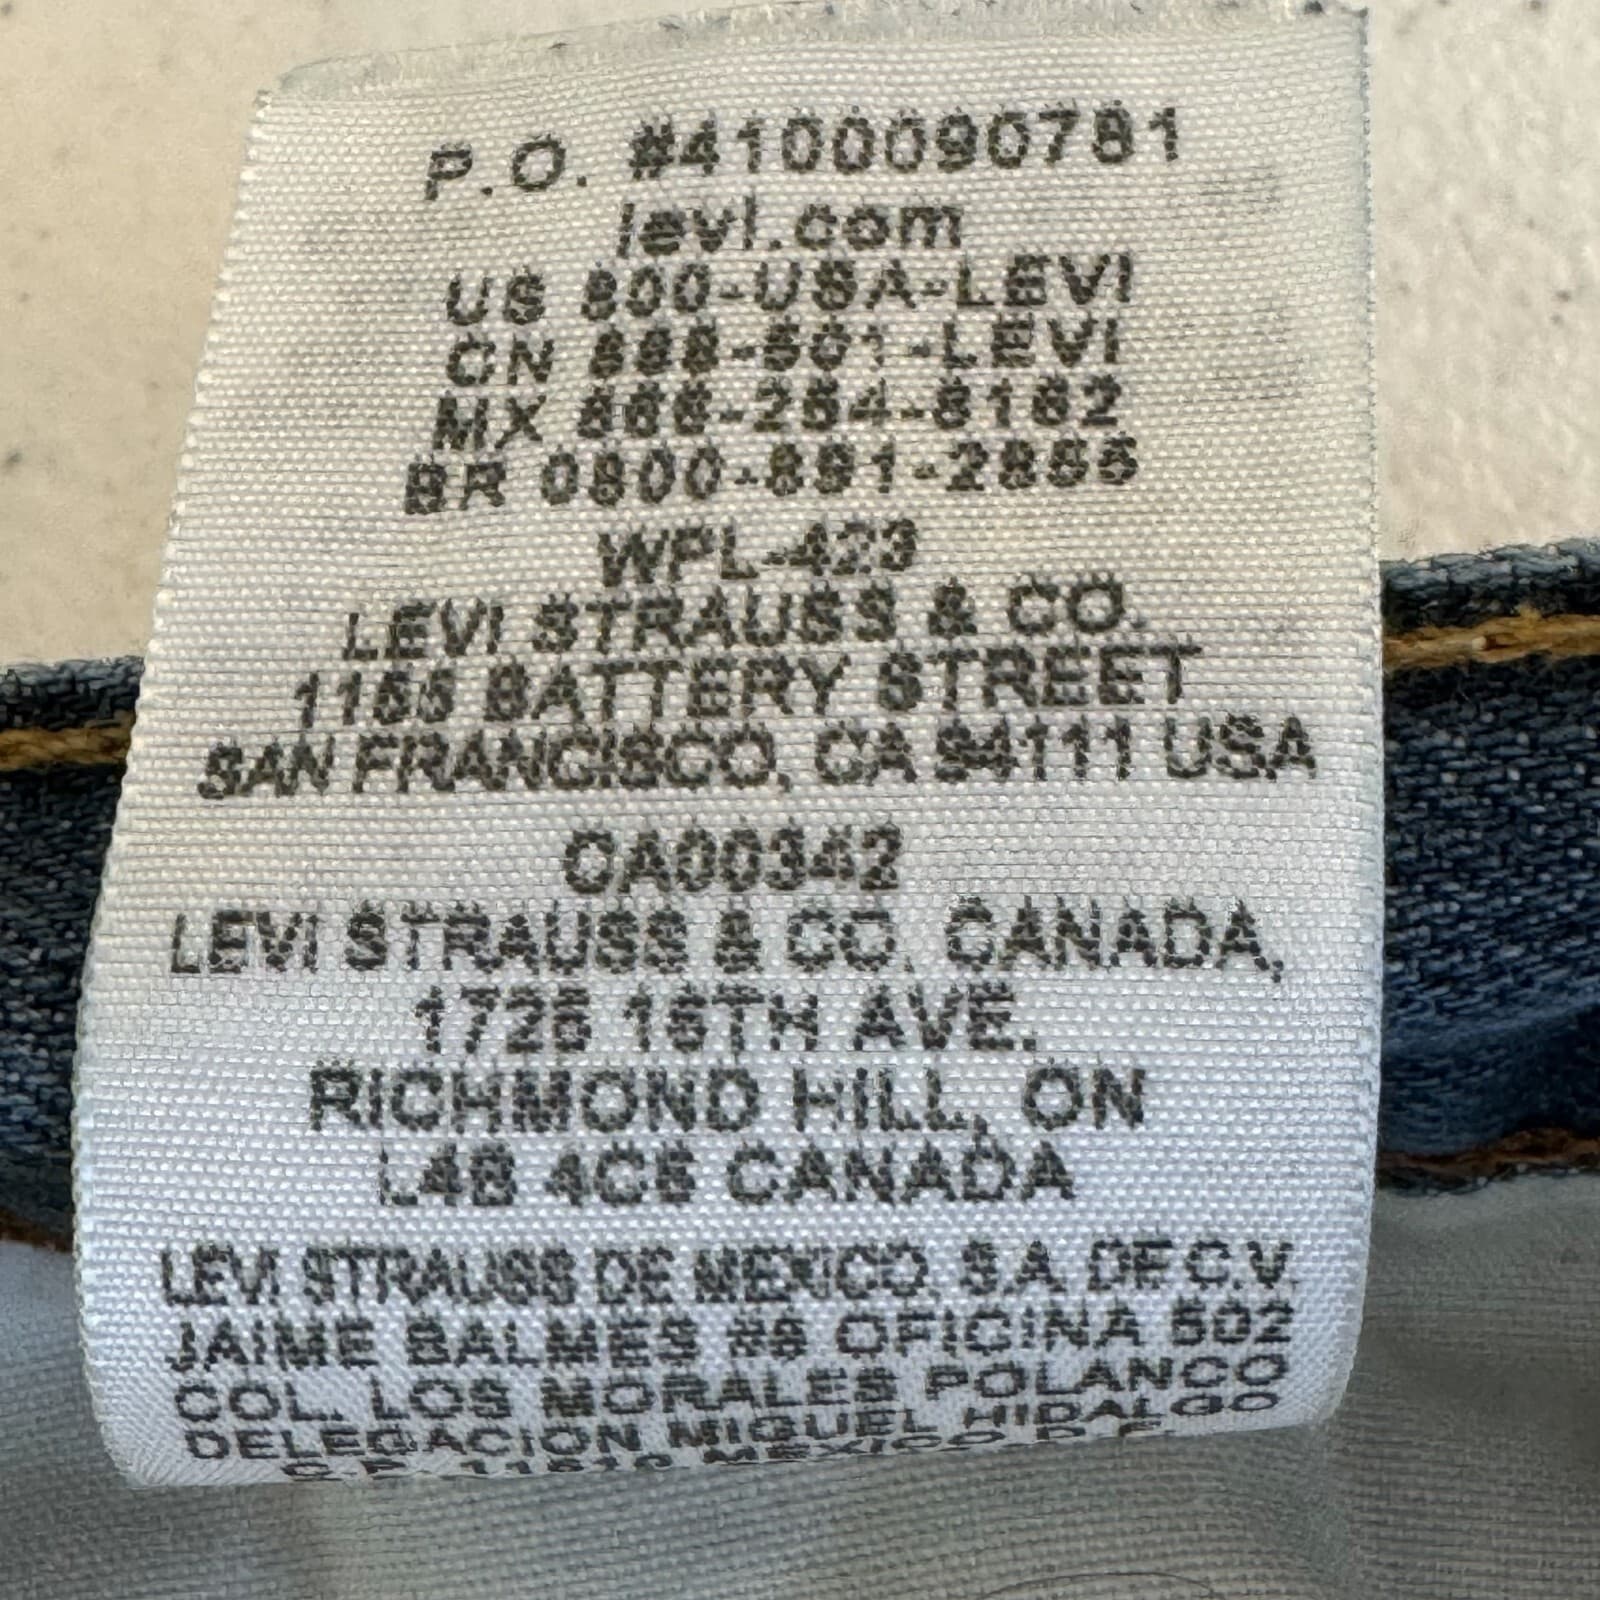 P.O. #4100090781
levi.com
US 800-USA-LEVI
CN 888-501-LEVI
MX 866-254-8162
BR 0800-891-2855
WPL-423
LEVI STRAUSS & CO.
1155 BATTERY STREET
SAN FRANCISCO, CA 94111 USA
CA00342
LEVI STRAUSS & CO. CANADA,
1725 16TH AVE.
RICHMOND HILL, ON
L4B 4C6 CANADA
LEVI STRAUSS DE MEXICO, S.A. DE C.V.
JAIME BALMES #8 OFICINA 502
COL. LOS MORALES POLANCO
DELEGACION MIGUEL HIDALGO
C.P. 11510 MEXICO D.F.